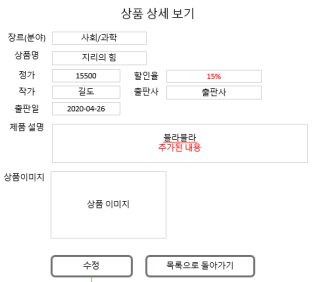 상품 상세 보기
장르(분야) 사회/과학
상품명 지리의 힘
정가 15500 할인율 15%
작가 길도 출판사 출판사
출판일 2020-04-26
제품 설명 블라블라
추가된 내용
상품이미지
상품 이미지
수정 목록으로 돌아가기